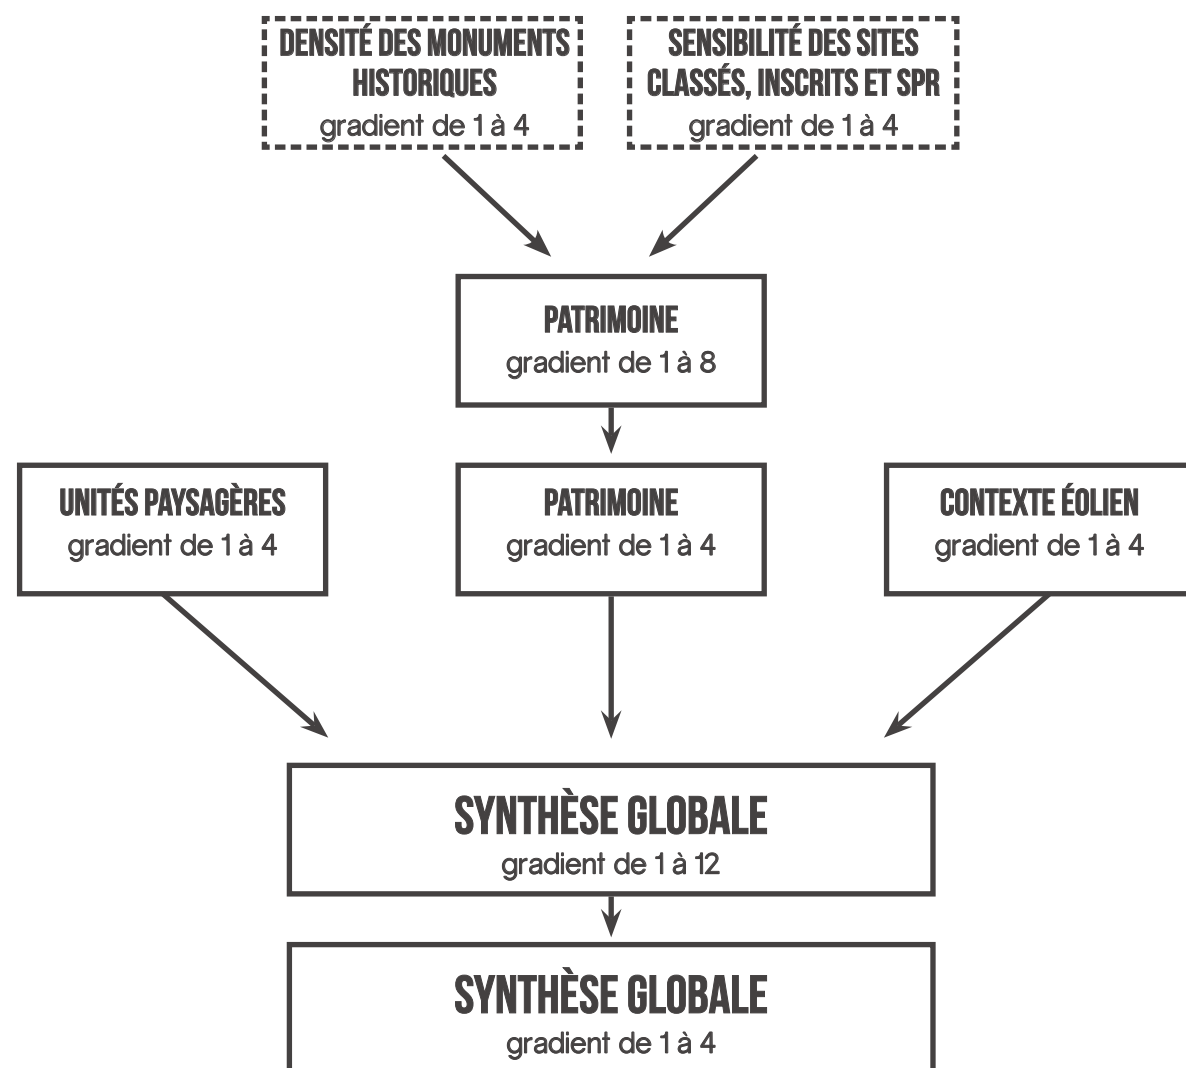 DENSITÉ DES MONUMENTS
HISTORIQUES
gradient de 1 à 4
SENSIBILITÉ DES SITES
CLASSÉS, INSCRITS ET SPR
gradient de 1 à 4
PATRIMOINE
gradient de 1 à 8
UNITÉS PAYSAGÈRES
gradient de 1 à 4
PATRIMOINE
gradient de 1 à 4
CONTEXTE ÉOLIEN
gradient de 1 à 4
SYNTHÈSE GLOBALE
gradient de 1 à 12
SYNTHÈSE GLOBALE
gradient de 1 à 4